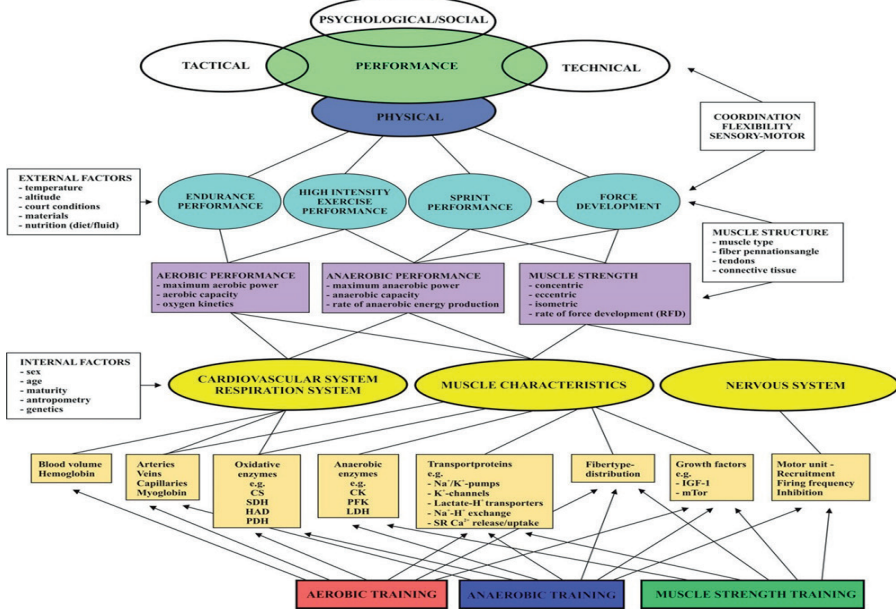 PSYCHOLOGICAL/SOCIAL
TACTICAL
PERFORMANCE
TECHNICAL
PHYSICAL
COORDINATION
FLEXIBILITY
SENSORY-MOTOR
EXTERNAL FACTORS
- temperature
- altitude
- court conditions
- materials
- nutrition (diet/fluid)
ENDURANCE
PERFORMANCE
HIGH INTENSITY
EXERCISE
PERFORMANCE
SPRINT
PERFORMANCE
FORCE
DEVELOPMENT
MUSCLE STRUCTURE
- muscle type
- fiber pennationsangle
- tendons
- connective tissue
AEROBIC PERFORMANCE
- maximum aerobic power
- aerobic capacity
- oxygen kinetics
ANAEROBIC PERFORMANCE
- maximum anaerobic power
- anaerobic capacity
- rate of anaerobic energy production
MUSCLE STRENGTH
- concentric
- eccentric
- isometric
- rate of force development (RFD)
INTERNAL FACTORS
- sex
- age
- maturity
- antropometry
- genetics
CARDIOVASCULAR SYSTEM
RESPIRATION SYSTEM
MUSCLE CHARACTERISTICS
NERVOUS SYSTEM
Blood volume
Hemoglobin
Arteries
Veins
Capillaries
Myoglobin
Oxidative
enzymes
e.g.
CS
SDH
HAD
PDH
Anaerobic
enzymes
e.g.
CK
PFK
LDH
Transportproteins
e.g.
- Na⁺/K⁺-pumps
- K⁺-channels
- Lactate-H⁺transporters
- Na⁺-H⁺ exchange
- SR Ca²⁺ release/uptake
Fibertype-
distribution
Growth factors
e.g.
- IGF-1
- mTor
Motor unit -
Recruitment
Firing frequency
Inhibition
AEROBIC TRAINING
ANAEROBIC TRAINING
MUSCLE STRENGTH TRAINING